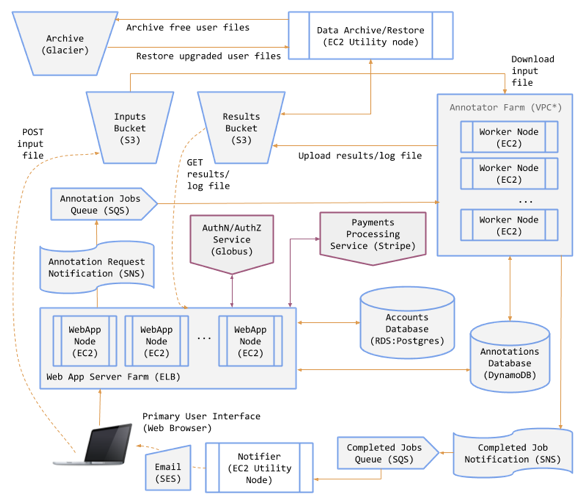 Archive free user files
Archive
(Glacier)
Restore upgraded user files
Data Archive/Restore
(EC2 Utility node)
Download
input
file
POST
input
file
Inputs
Bucket
(S3)
Results
Bucket
(S3)
Annotator Farm (VPC*)
Worker Node
(EC2)
Worker Node
(EC2)
...
Worker Node
(EC2)
Upload results/log file
GET
results/
log file
Annotation Jobs
Queue (SQS)
AuthN/AuthZ
Service
(Globus)
Payments
Processing
Service (Stripe)
Annotation Request
Notification (SNS)
WebApp
Node
(EC2)
WebApp
Node
(EC2)
...
WebApp
Node
(EC2)
Web App Server Farm (ELB)
Accounts
Database
(RDS:Postgres)
Annotations
Database
(DynamoDB)
Primary User Interface
(Web Browser)
Email
(SES)
Notifier
(EC2 Utility
Node)
Completed Jobs
Queue (SQS)
Completed Job
Notification (SNS)